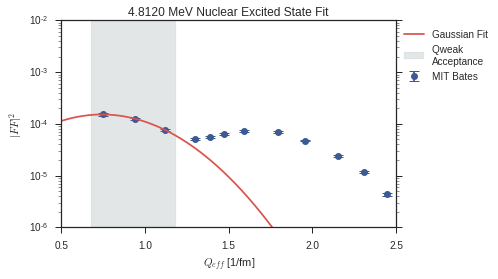 4.8120 MeV Nuclear Excited State Fit
10⁻²
10⁻³
10⁻⁴
10⁻⁵
10⁻⁶
|FF|²
0.5 1.0 1.5 2.0 2.5
Q_eff [1/fm]
Gaussian Fit
Qweak
Acceptance
MIT Bates